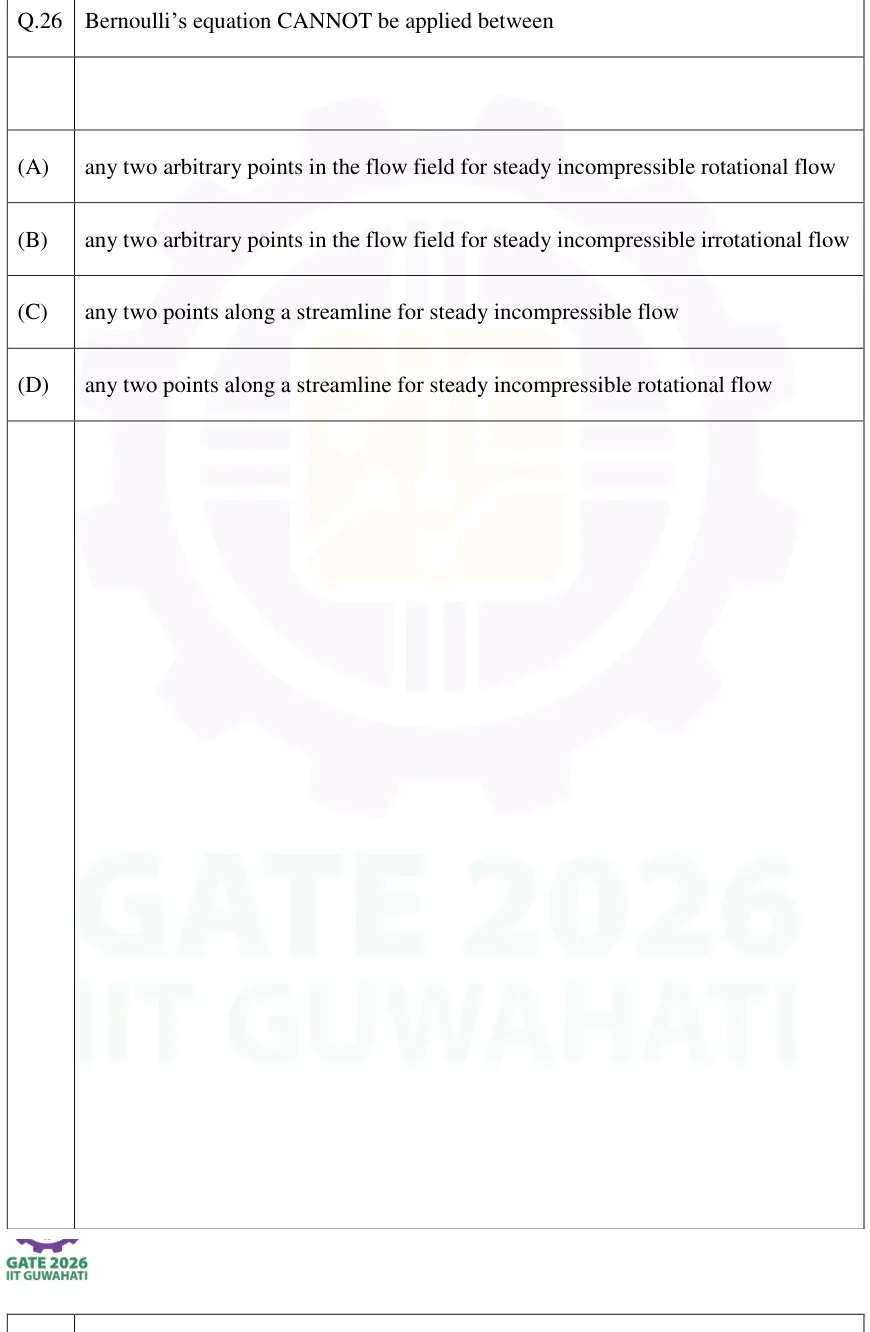 Q.26 Bernoulli’s equation CANNOT be applied between
(A) any two arbitrary points in the flow field for steady incompressible rotational flow
(B) any two arbitrary points in the flow field for steady incompressible irrotational flow
(C) any two points along a streamline for steady incompressible flow
(D) any two points along a streamline for steady incompressible rotational flow
GATE 2026
IIT GUWAHATI
GATE 2026
IIT GUWAHATI